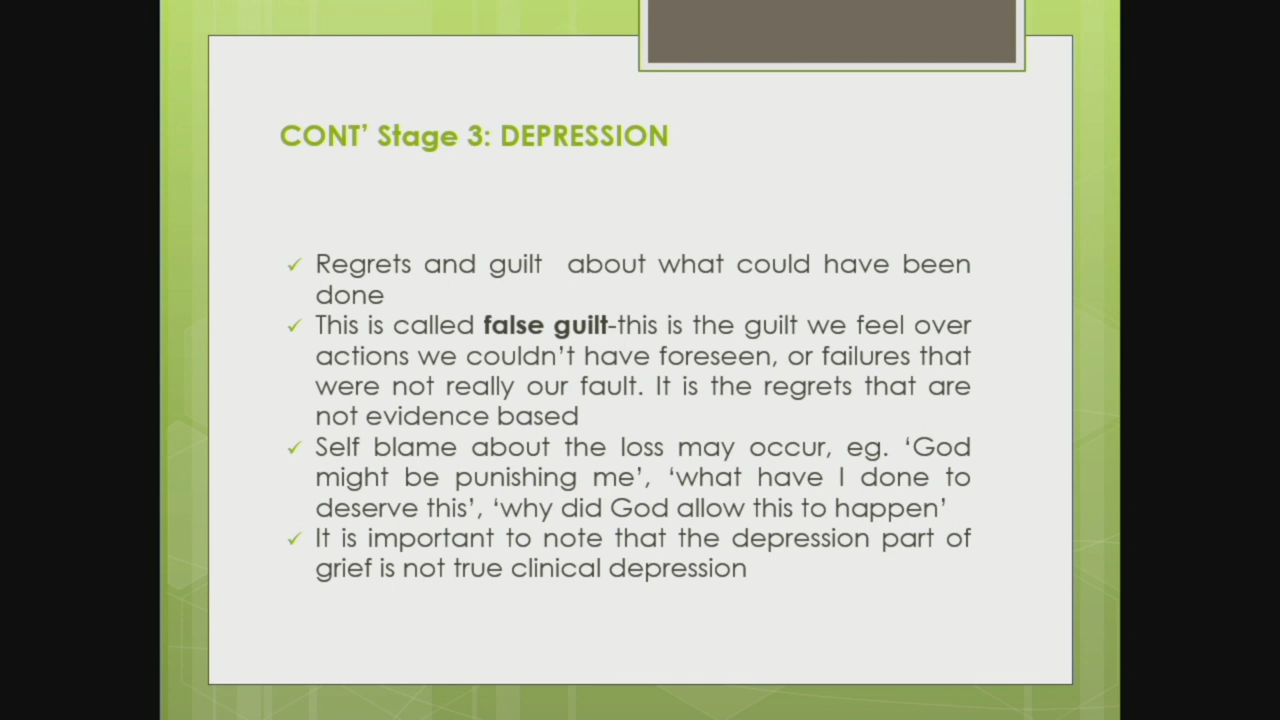 CONT’ Stage 3: DEPRESSION
✓ Regrets and guilt  about what could have been
done
✓ This is called false guilt-this is the guilt we feel over
actions we couldn’t have foreseen, or failures that
were not really our fault. It is the regrets that are
not evidence based
✓ Self blame about the loss may occur, eg. ‘God
might be punishing me’, ‘what have I done to
deserve this’, ‘why did God allow this to happen’
✓ It is important to note that the depression part of
grief is not true clinical depression